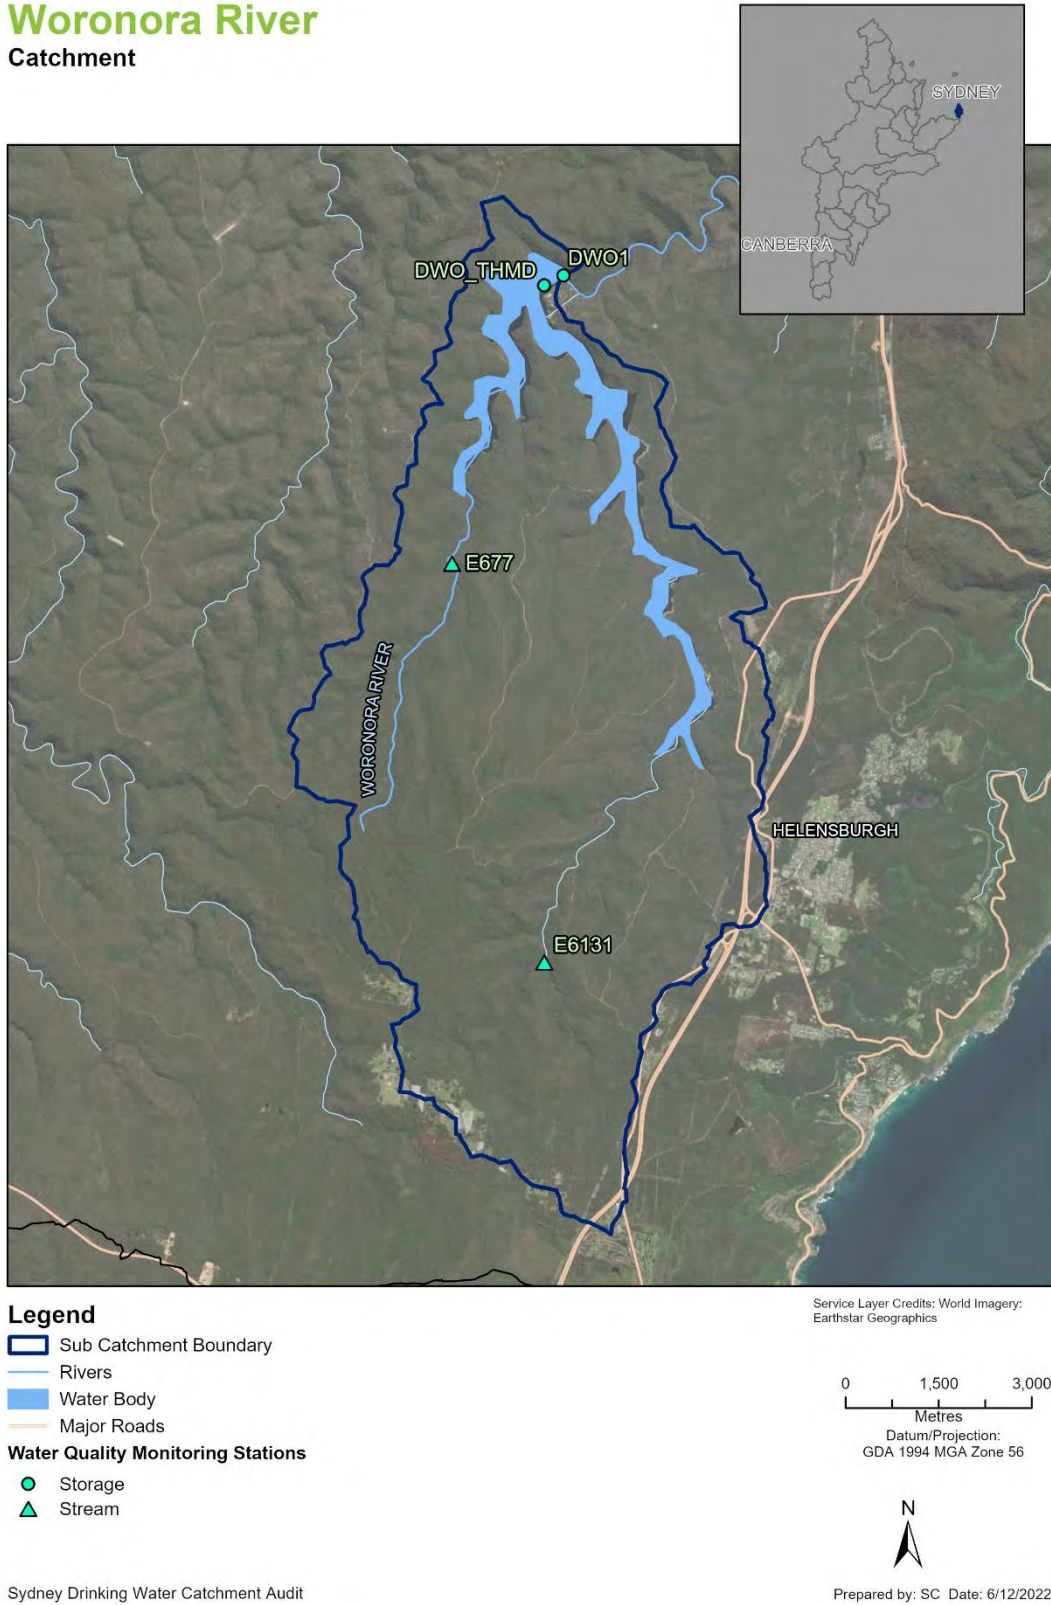 Woronora River
Catchment
SYDNEY
CANBERRA
DWO1
DWO_THMD
E677
WORONORA RIVER
HELENSBURGH
E6131
Legend
Sub Catchment Boundary
Rivers
Water Body
Major Roads
Water Quality Monitoring Stations
Storage
Stream
Service Layer Credits: World Imagery:
Earthstar Geographics
0 1,500 3,000
Metres
Datum/Projection:
GDA 1994 MGA Zone 56
N
Sydney Drinking Water Catchment Audit
Prepared by: SC Date: 6/12/2022